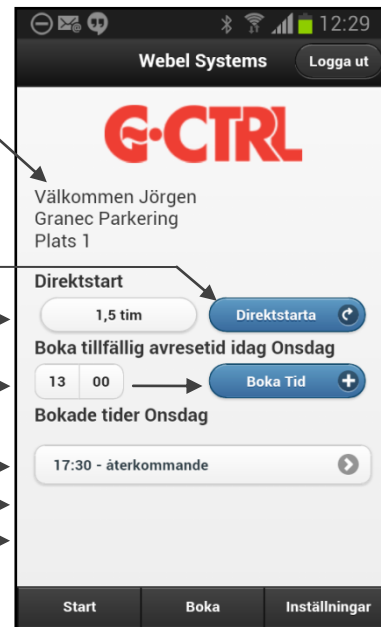 12:29
Webel Systems
Logga ut
G·CTRL
Välkommen Jörgen
Granec Parkering
Plats 1
Direktstart
1,5 tim
Direktstarta
Boka tillfällig avresetid idag Onsdag
13 00
Boka Tid
Bokade tider Onsdag
17:30 - återkommande
Start
Boka
Inställningar